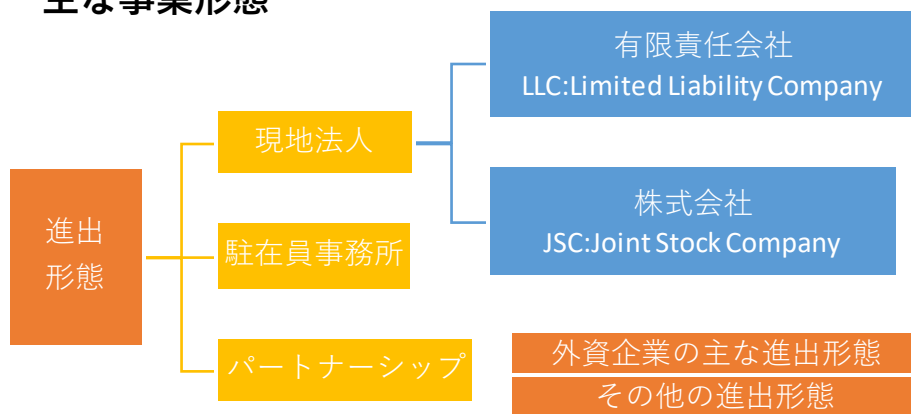 主な事業形態
有限責任会社
LLC:Limited Liability Company
現地法人
株式会社
JSC:Joint Stock Company
進出
形態
駐在員事務所
パートナーシップ
外資企業の主な進出形態
その他の進出形態